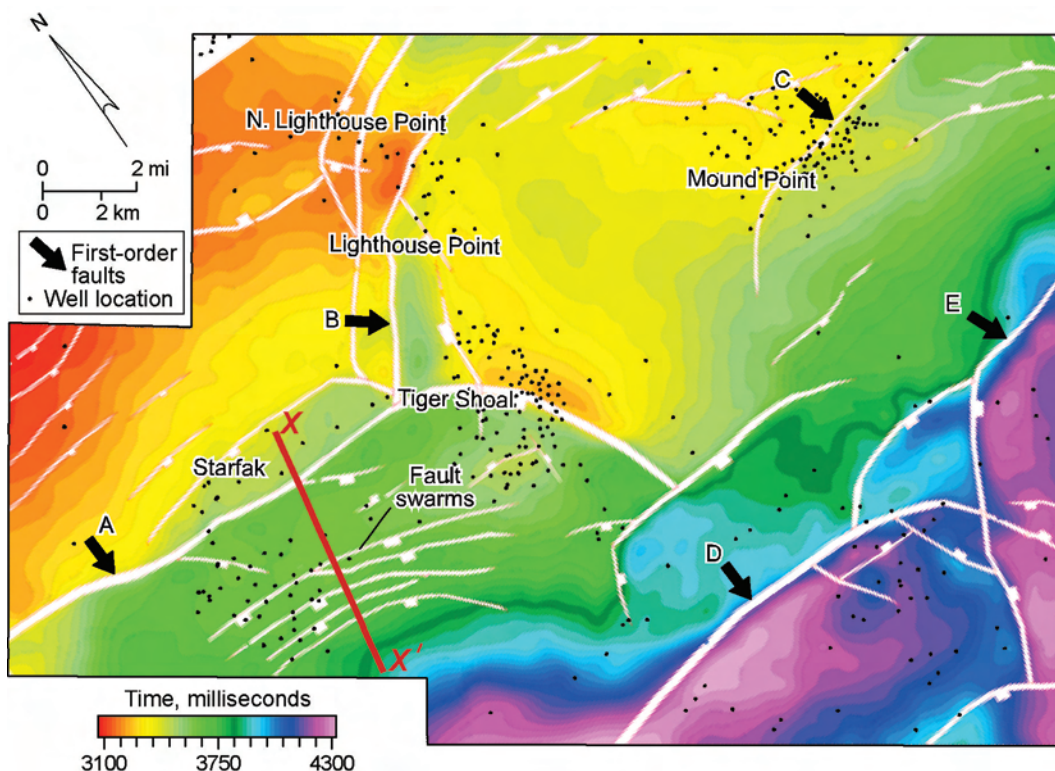 N
0 2 mi
0 2 km
First-order
faults
Well location
N. Lighthouse Point
C
Mound Point
Lighthouse Point
B
E
Tiger Shoal
X
Starfak
Fault
swarms
A
D
X'
Time, milliseconds
3100 3750 4300